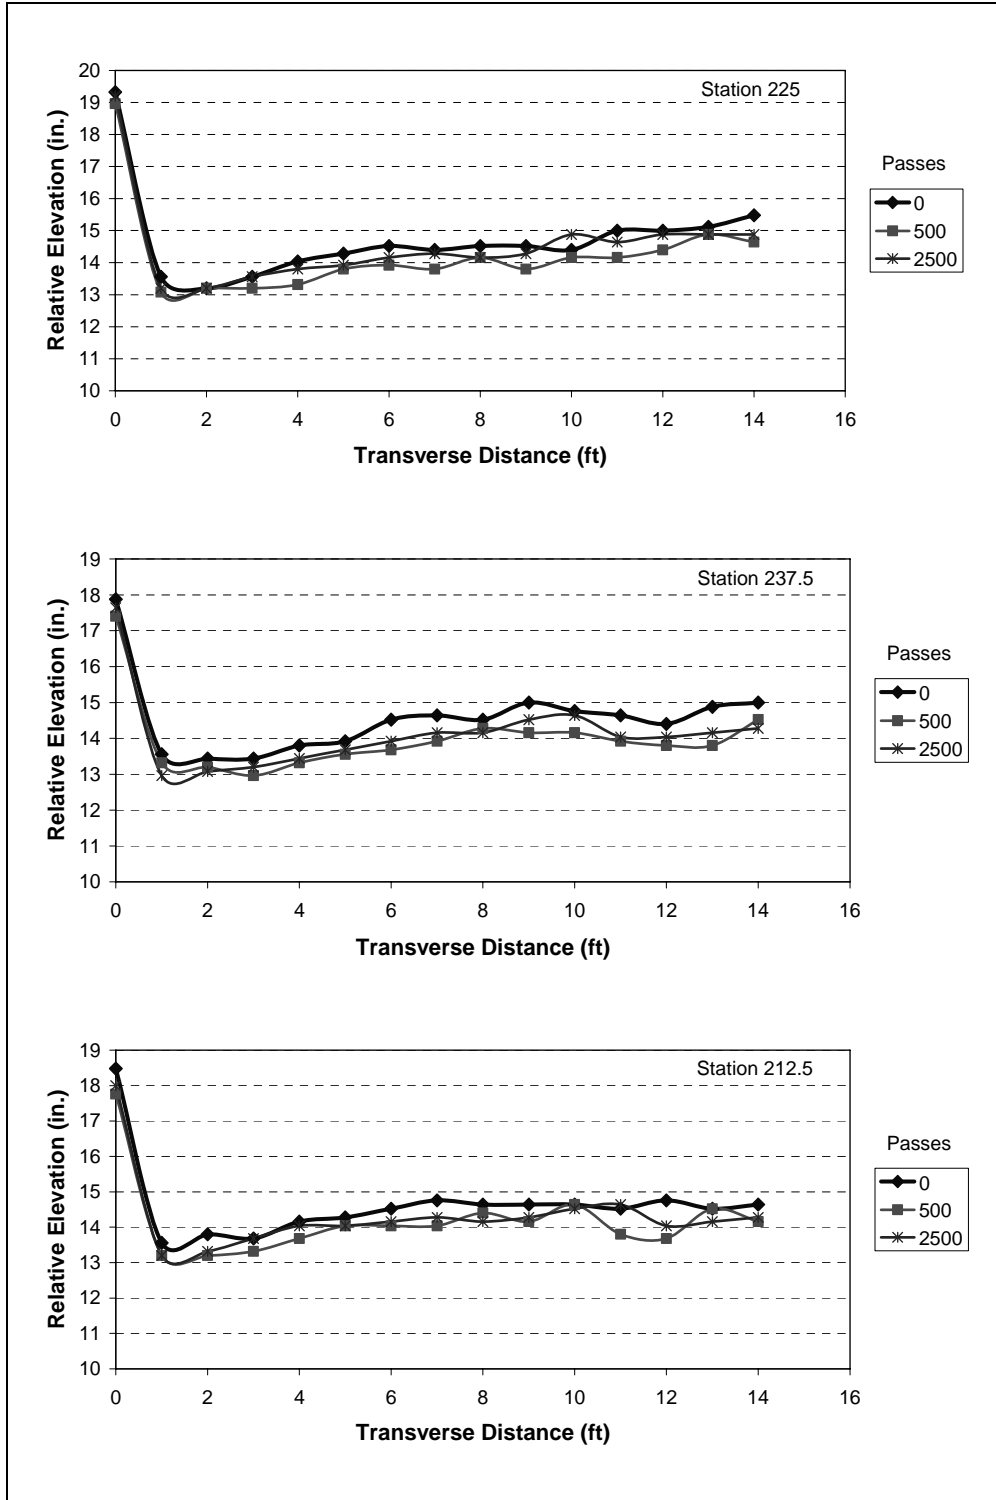 Station 225
Relative Elevation (in.)
20
19
18
17
16
15
14
13
12
11
10
0 2 4 6 8 10 12 14 16
Transverse Distance (ft)
Passes
0
500
2500
Station 237.5
Relative Elevation (in.)
19
18
17
16
15
14
13
12
11
10
0 2 4 6 8 10 12 14 16
Transverse Distance (ft)
Passes
0
500
2500
Station 212.5
Relative Elevation (in.)
19
18
17
16
15
14
13
12
11
10
0 2 4 6 8 10 12 14 16
Transverse Distance (ft)
Passes
0
500
2500